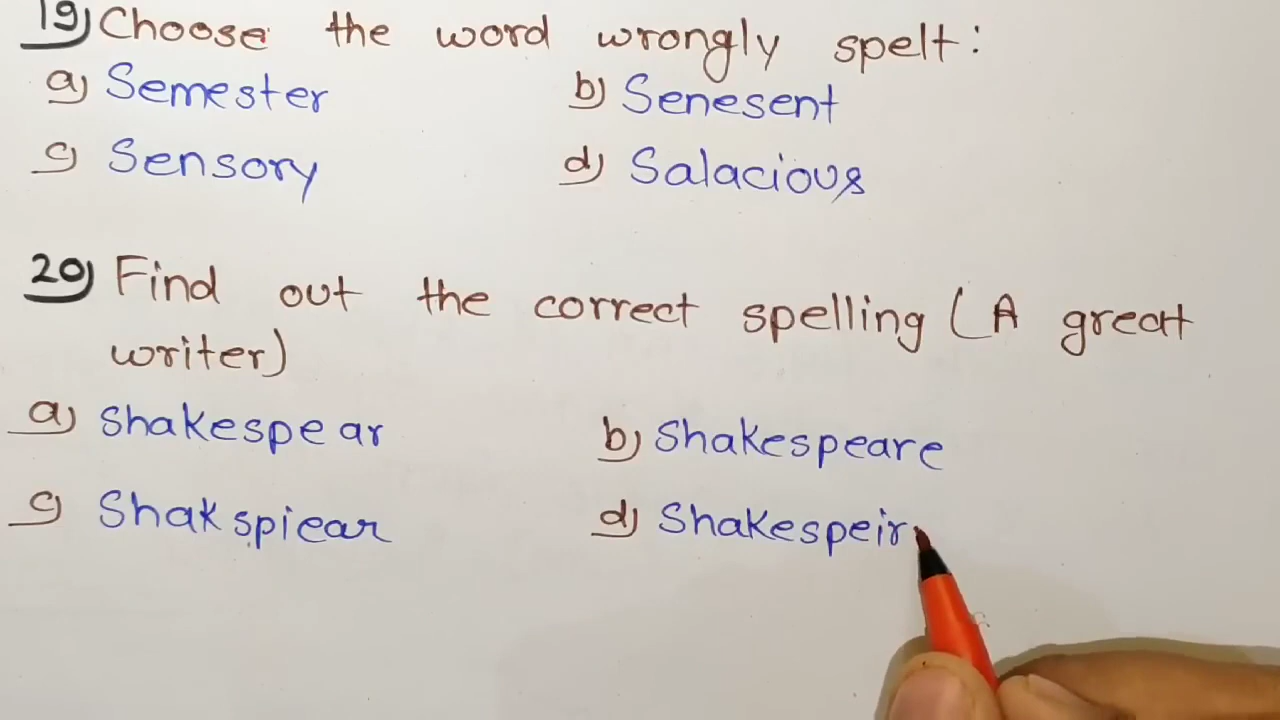 19) Choose the word wrongly spelt:
a) Semester b) Senesent
c) Sensory d) Salacious
20) Find out the correct spelling (A great
writer)
a) Shakespear b) Shakespeare
c) Shakspiear d) Shakespeir